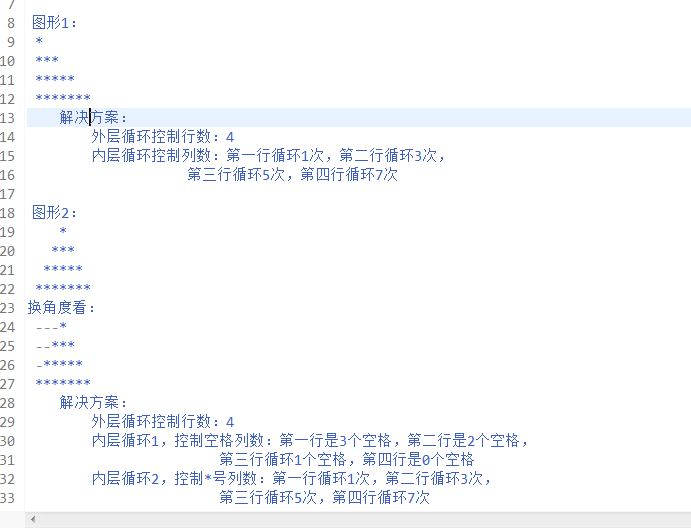 7
8 图形1:
9 *
10 ***
11 *****
12 *******
13 解决方案:
14 外层循环控制行数: 4
15 内层循环控制列数: 第一行循环1次, 第二行循环3次,
16 第三行循环5次, 第四行循环7次
17
18 图形2:
19 *
20 ***
21 *****
22 *******
23 换角度看:
24 ---*
25 --***
26 -*****
27 *******
28 解决方案:
29 外层循环控制行数: 4
30 内层循环1, 控制空格列数: 第一行是3个空格, 第二行是2个空格,
31 第三行循环1个空格, 第四行是0个空格
32 内层循环2, 控制*号列数: 第一行循环1次, 第二行循环3次,
33 第三行循环5次, 第四行循环7次